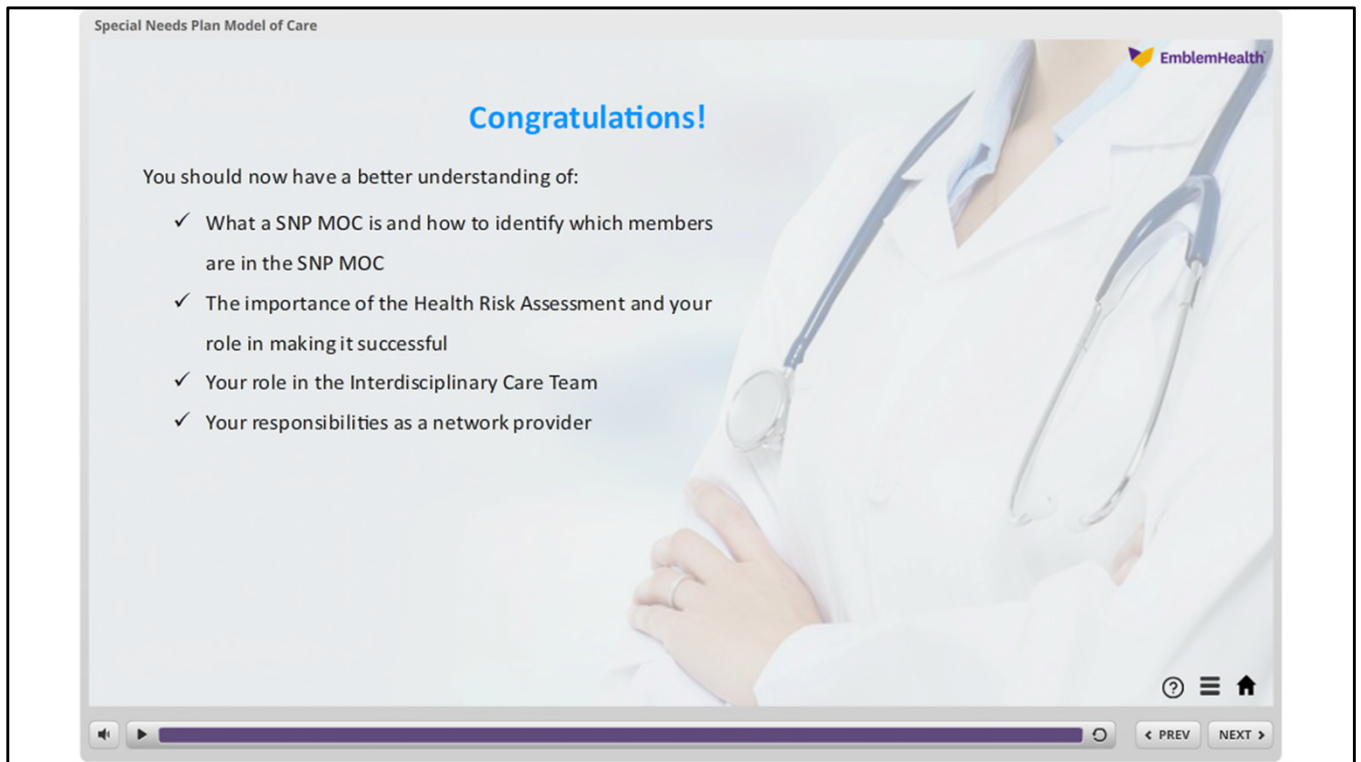 Special Needs Plan Model of Care
EmblemHealth
Congratulations!
You should now have a better understanding of:
✓ What a SNP MOC is and how to identify which members
are in the SNP MOC
✓ The importance of the Health Risk Assessment and your
role in making it successful
✓ Your role in the Interdisciplinary Care Team
✓ Your responsibilities as a network provider
?
< PREV
NEXT >